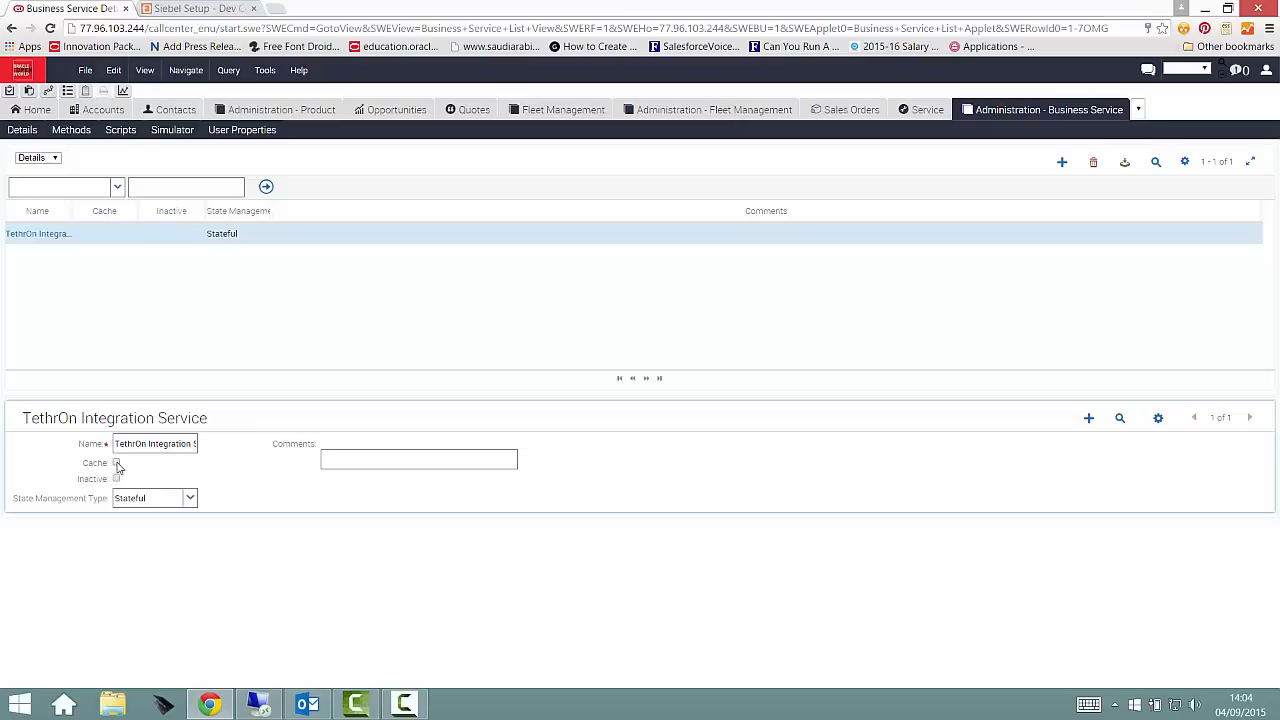 Business Service Det
Siebel Setup - Dev C
77.96.103.244/callcenter_enu/start.swe?SWECmd=GotoView&SWEView=Business+Service+List+View&SWERF=1&SWEHo=77.96.103.244&SWEBU=1&SWEApplet0=Business+Service+List+Applet&SWERowId0=1-7OMG
Apps Innovation Pack... Add Press Relea... Free Font Droid... education.oracl... www.saudiarabi... How to Create ... Salesforce Voice... Can You Run A ... 2015-16 Salary ... Applications - ... Other bookmarks
File Edit View Navigate Query Tools Help 0
Home Accounts Contacts Administration - Product Opportunities Quotes Fleet Management Administration - Fleet Management Sales Orders Service Administration - Business Service
Details Methods Scripts Simulator User Properties
Details 1 - 1 of 1
Name Cache Inactive State Manageme Comments
TethrOn Integra... Stateful
TethrOn Integration Service 1 of 1
Name:* TethrOn Integration S Comments:
Cache:
Inactive:
State Management Type: Stateful
14:04
04/09/2015